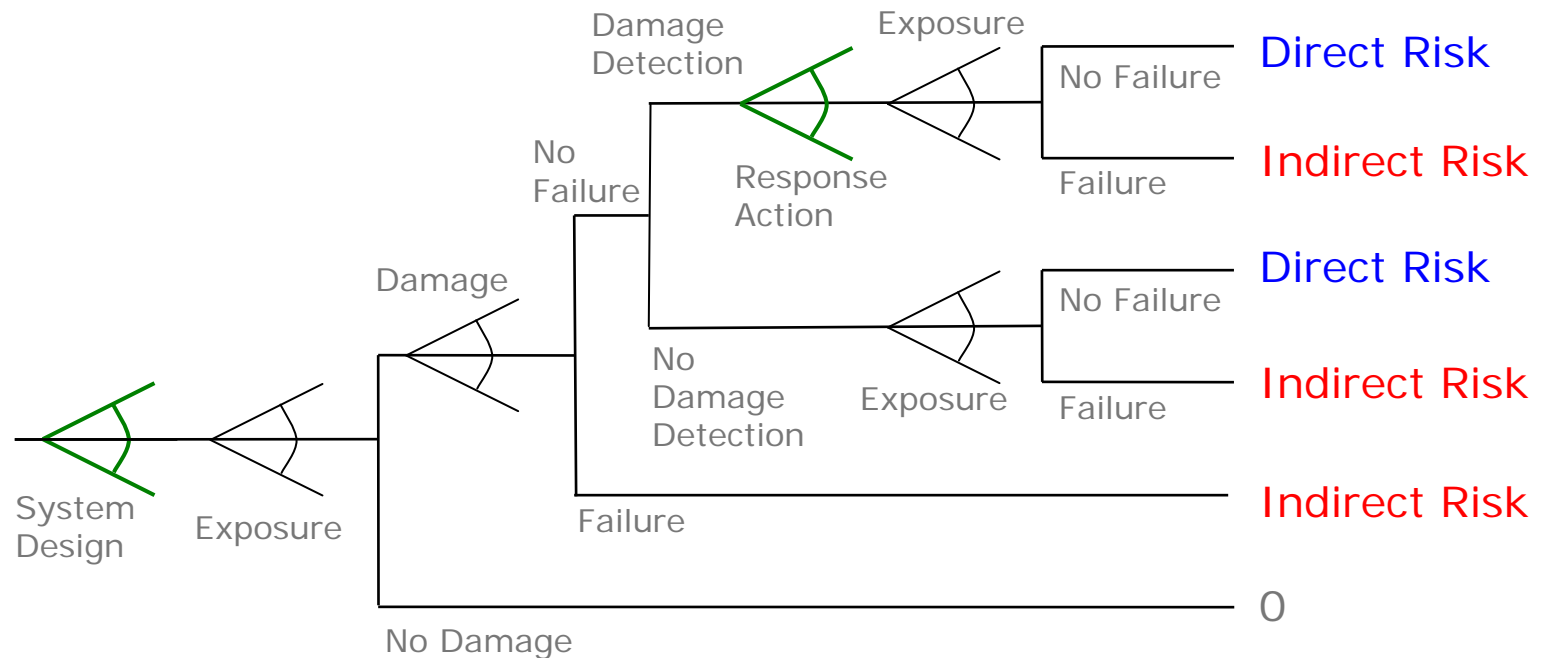 Damage
Detection
Exposure
Direct Risk
No Failure
No
Failure
Response
Action
Indirect Risk
Failure
Damage
Direct Risk
No Failure
No
Damage
Detection
Exposure
Indirect Risk
Failure
System
Design
Exposure
Failure
Indirect Risk
No Damage
0